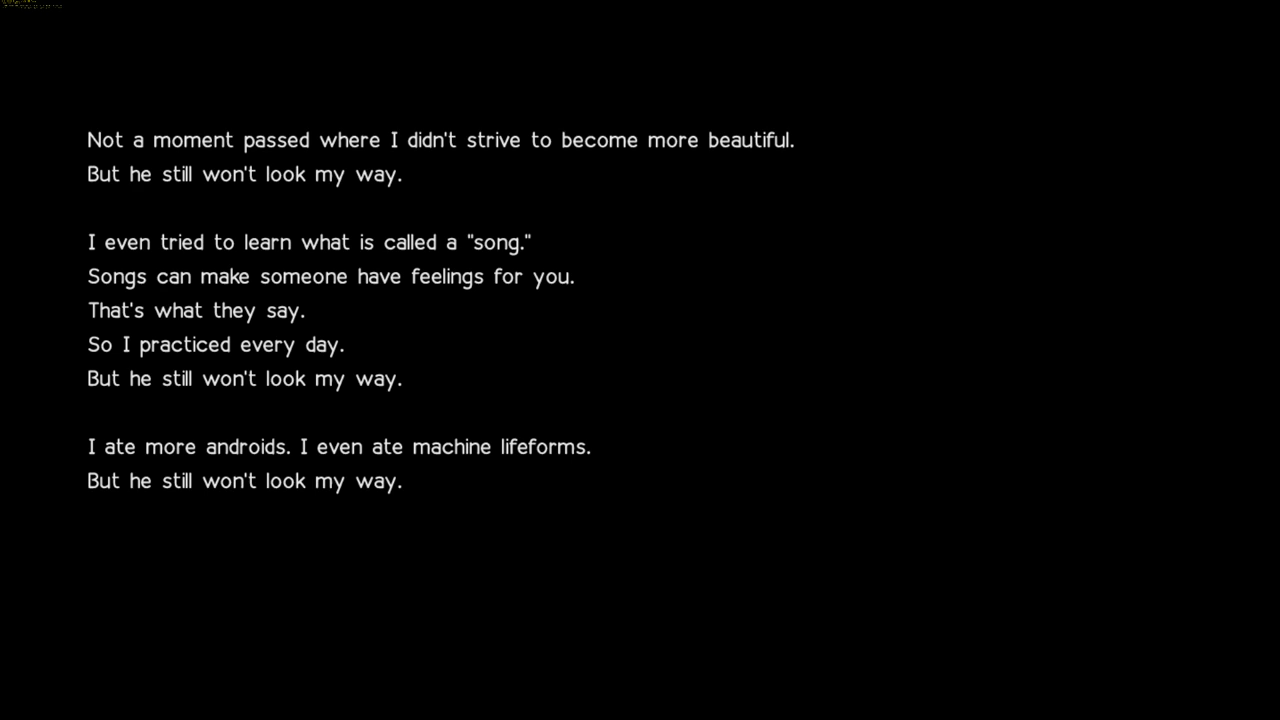 Not a moment passed where I didn't strive to become more beautiful.
But he still won't look my way.
I even tried to learn what is called a "song."
Songs can make someone have feelings for you.
That's what they say.
So I practiced every day.
But he still won't look my way.
I ate more androids. I even ate machine lifeforms.
But he still won't look my way.